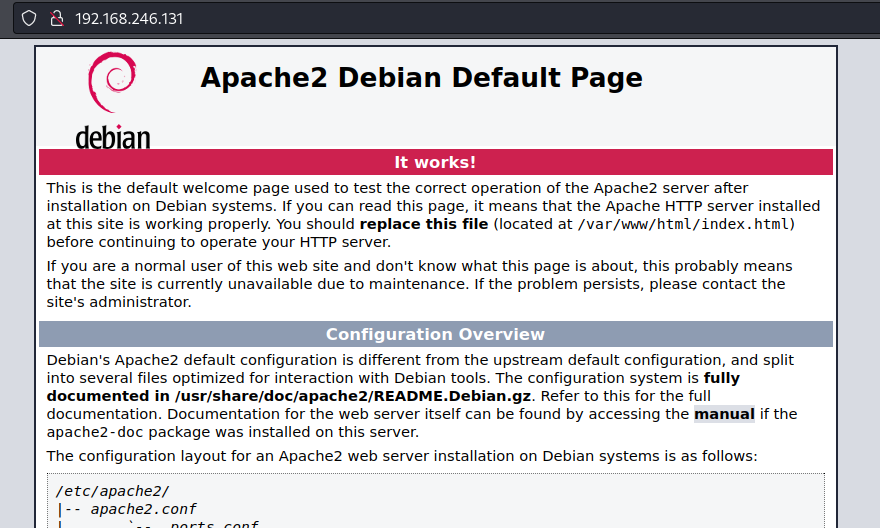 192.168.246.131
debian
Apache2 Debian Default Page
It works!
This is the default welcome page used to test the correct operation of the Apache2 server after
installation on Debian systems. If you can read this page, it means that the Apache HTTP server installed
at this site is working properly. You should replace this file (located at /var/www/html/index.html)
before continuing to operate your HTTP server.
If you are a normal user of this web site and don't know what this page is about, this probably means
that the site is currently unavailable due to maintenance. If the problem persists, please contact the
site's administrator.
Configuration Overview
Debian's Apache2 default configuration is different from the upstream default configuration, and split
into several files optimized for interaction with Debian tools. The configuration system is fully
documented in /usr/share/doc/apache2/README.Debian.gz. Refer to this for the full
documentation. Documentation for the web server itself can be found by accessing the manual if the
apache2-doc package was installed on this server.
The configuration layout for an Apache2 web server installation on Debian systems is as follows:
/etc/apache2/
|-- apache2.conf
|       `-- ports.conf